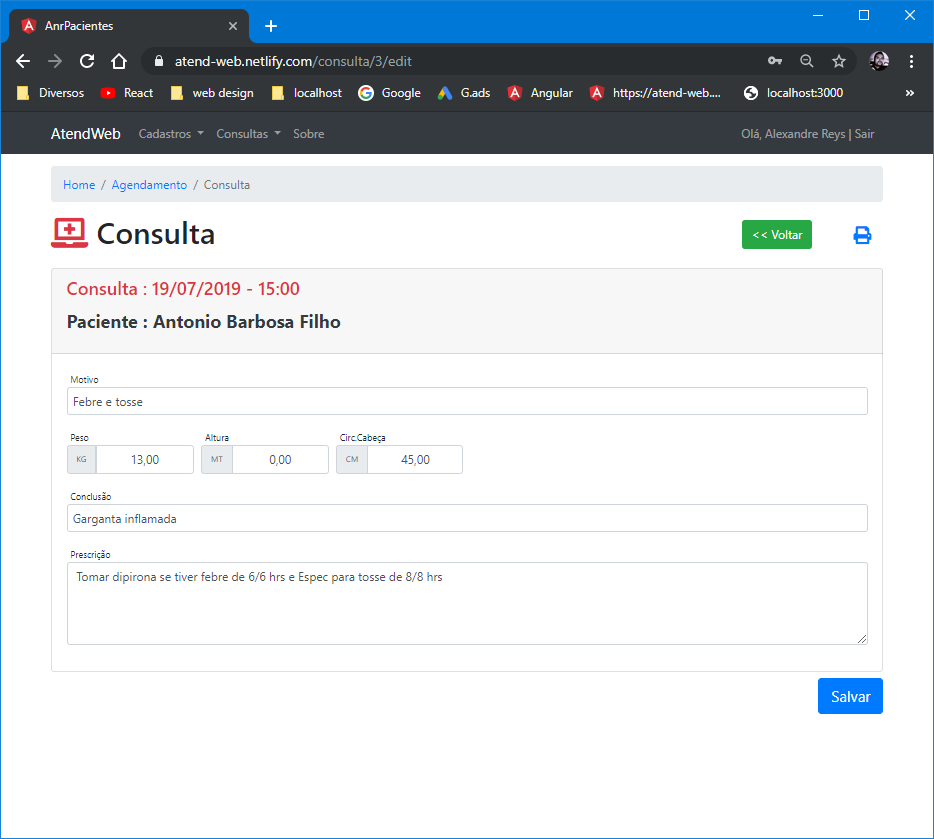 AnrPacientes
atend-web.netlify.com/consulta/3/edit
Diversos React web design localhost Google G.ads Angular https://atend-web.... localhost:3000 »
AtendWeb Cadastros Consultas Sobre Olá, Alexandre Reys | Sair
Home / Agendamento / Consulta
Consulta << Voltar
Consulta : 19/07/2019 - 15:00
Paciente : Antonio Barbosa Filho
Motivo
Febre e tosse
Peso Altura Circ.Cabeça
KG 13,00 MT 0,00 CM 45,00
Conclusão
Garganta inflamada
Prescrição
Tomar dipirona se tiver febre de 6/6 hrs e Espec para tosse de 8/8 hrs
Salvar